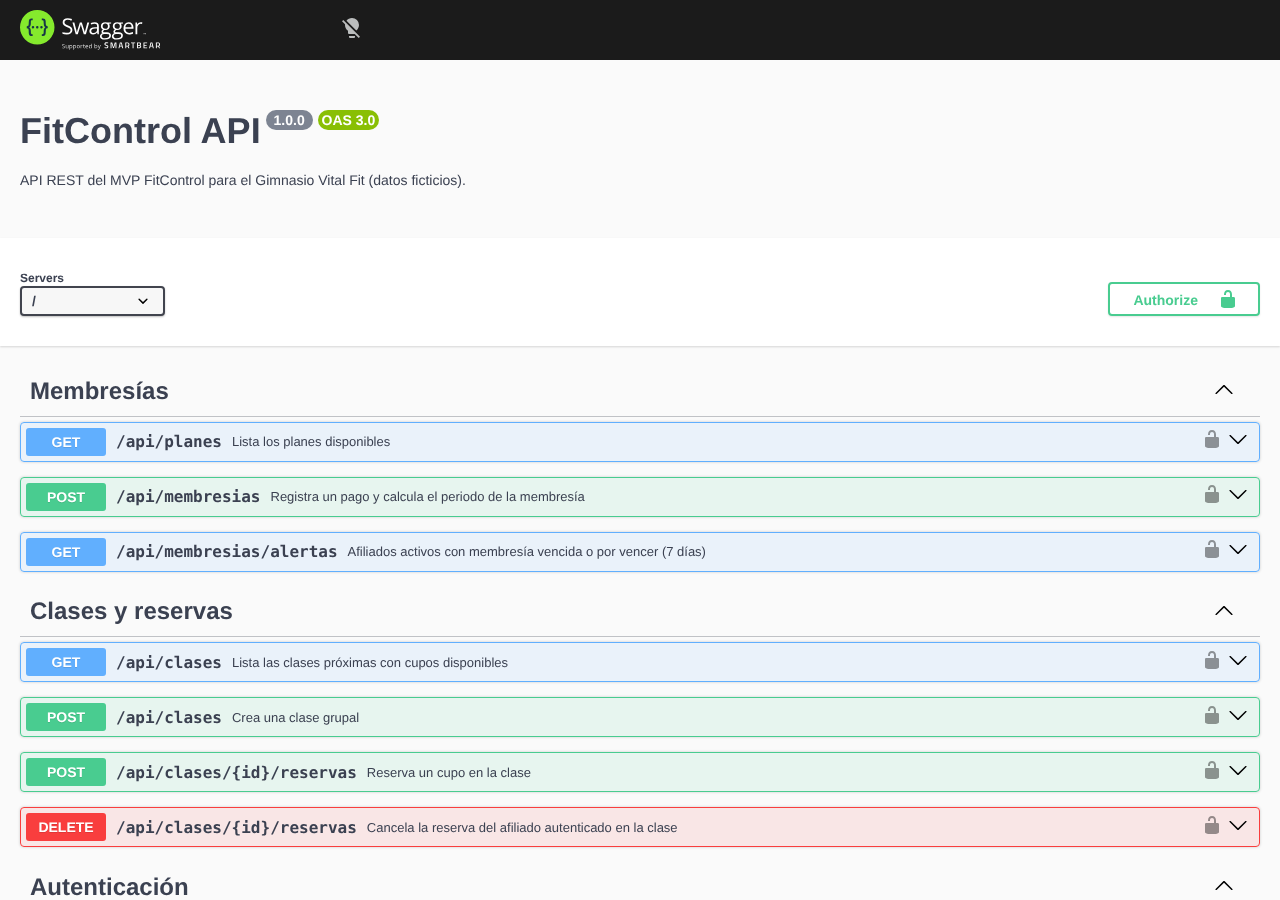 Swagger
Supported by SMARTBEAR
FitControl API 1.0.0 OAS 3.0
API REST del MVP FitControl para el Gimnasio Vital Fit (datos ficticios).
Servers
/
Authorize
Membresías
GET /api/planes Lista los planes disponibles
POST /api/membresias Registra un pago y calcula el periodo de la membresía
GET /api/membresias/alertas Afiliados activos con membresía vencida o por vencer (7 días)
Clases y reservas
GET /api/clases Lista las clases próximas con cupos disponibles
POST /api/clases Crea una clase grupal
POST /api/clases/{id}/reservas Reserva un cupo en la clase
DELETE /api/clases/{id}/reservas Cancela la reserva del afiliado autenticado en la clase
Autenticación